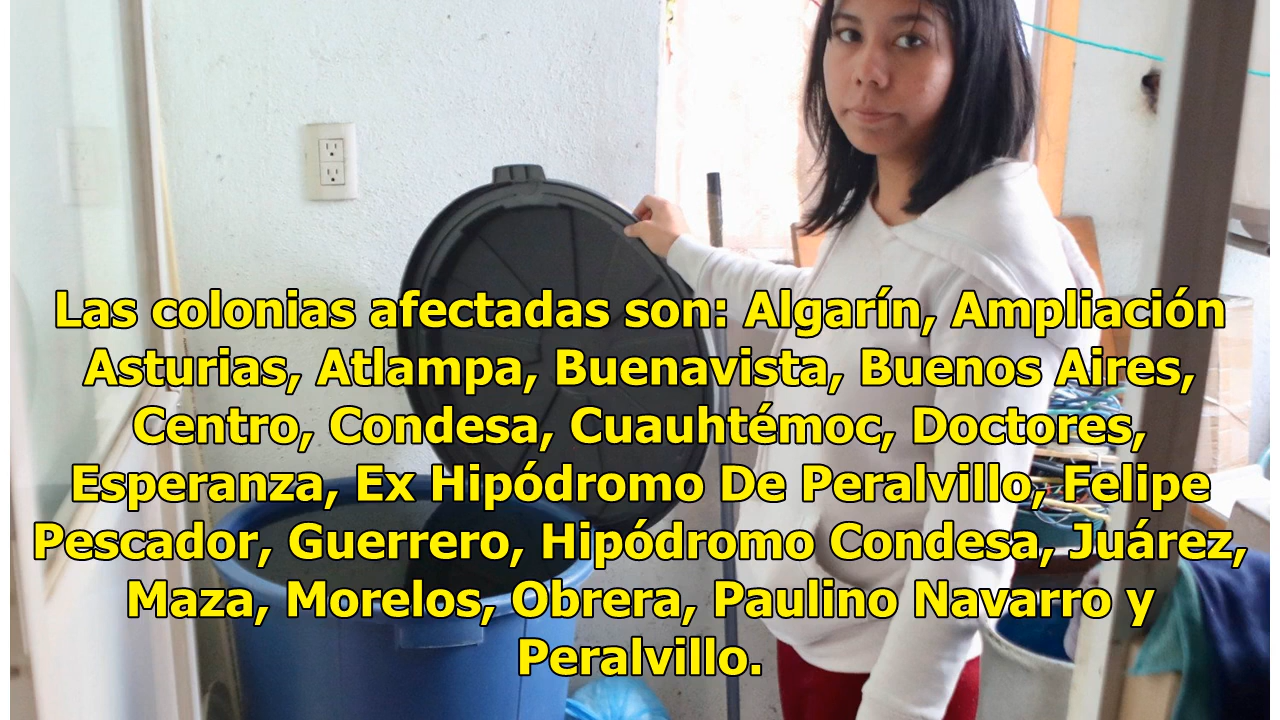 Las colonias afectadas son: Algarín, Ampliación
Asturias, Atlampa, Buenavista, Buenos Aires,
Centro, Condesa, Cuauhtémoc, Doctores,
Esperanza, Ex Hipódromo De Peralvillo, Felipe
Pescador, Guerrero, Hipódromo Condesa, Juárez,
Maza, Morelos, Obrera, Paulino Navarro y
Peralvillo.